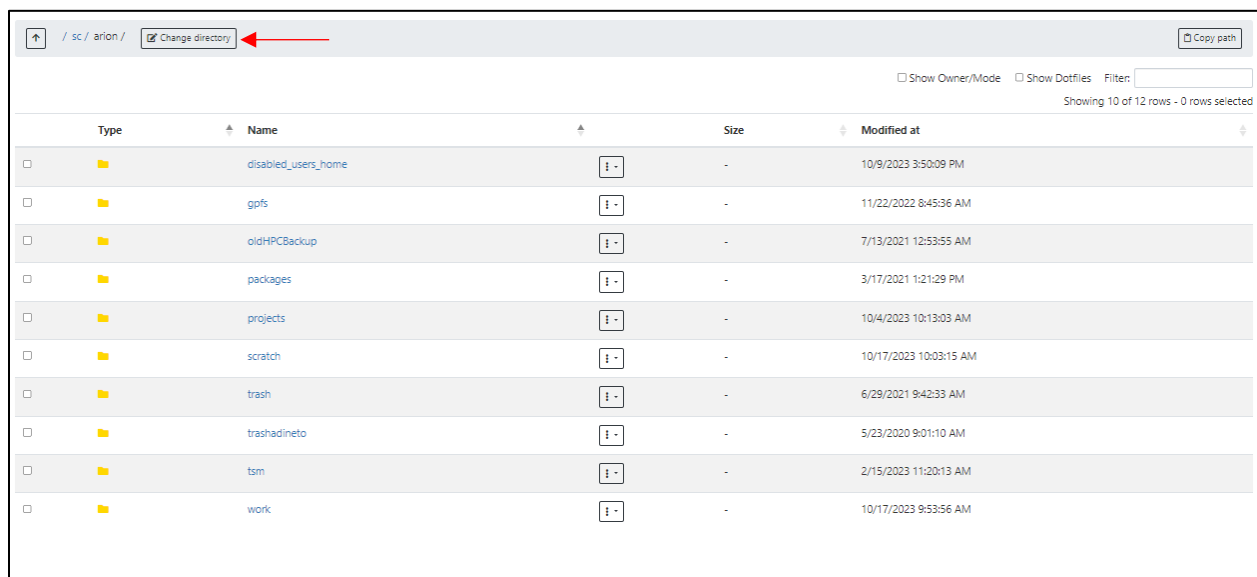 / sc / arion / Change directory Copy path
Show Owner/Mode Show Dotfiles Filter:
Showing 10 of 12 rows - 0 rows selected
Type Name Size Modified at
disabled_users_home - 10/9/2023 3:50:09 PM
gpfs - 11/22/2022 8:45:36 AM
oldHPCBackup - 7/13/2021 12:53:55 AM
packages - 3/17/2021 1:21:29 PM
projects - 10/4/2023 10:13:03 AM
scratch - 10/17/2023 10:03:15 AM
trash - 6/29/2021 9:42:33 AM
trashadineto - 5/23/2020 9:01:10 AM
tsm - 2/15/2023 11:20:13 AM
work - 10/17/2023 9:53:56 AM